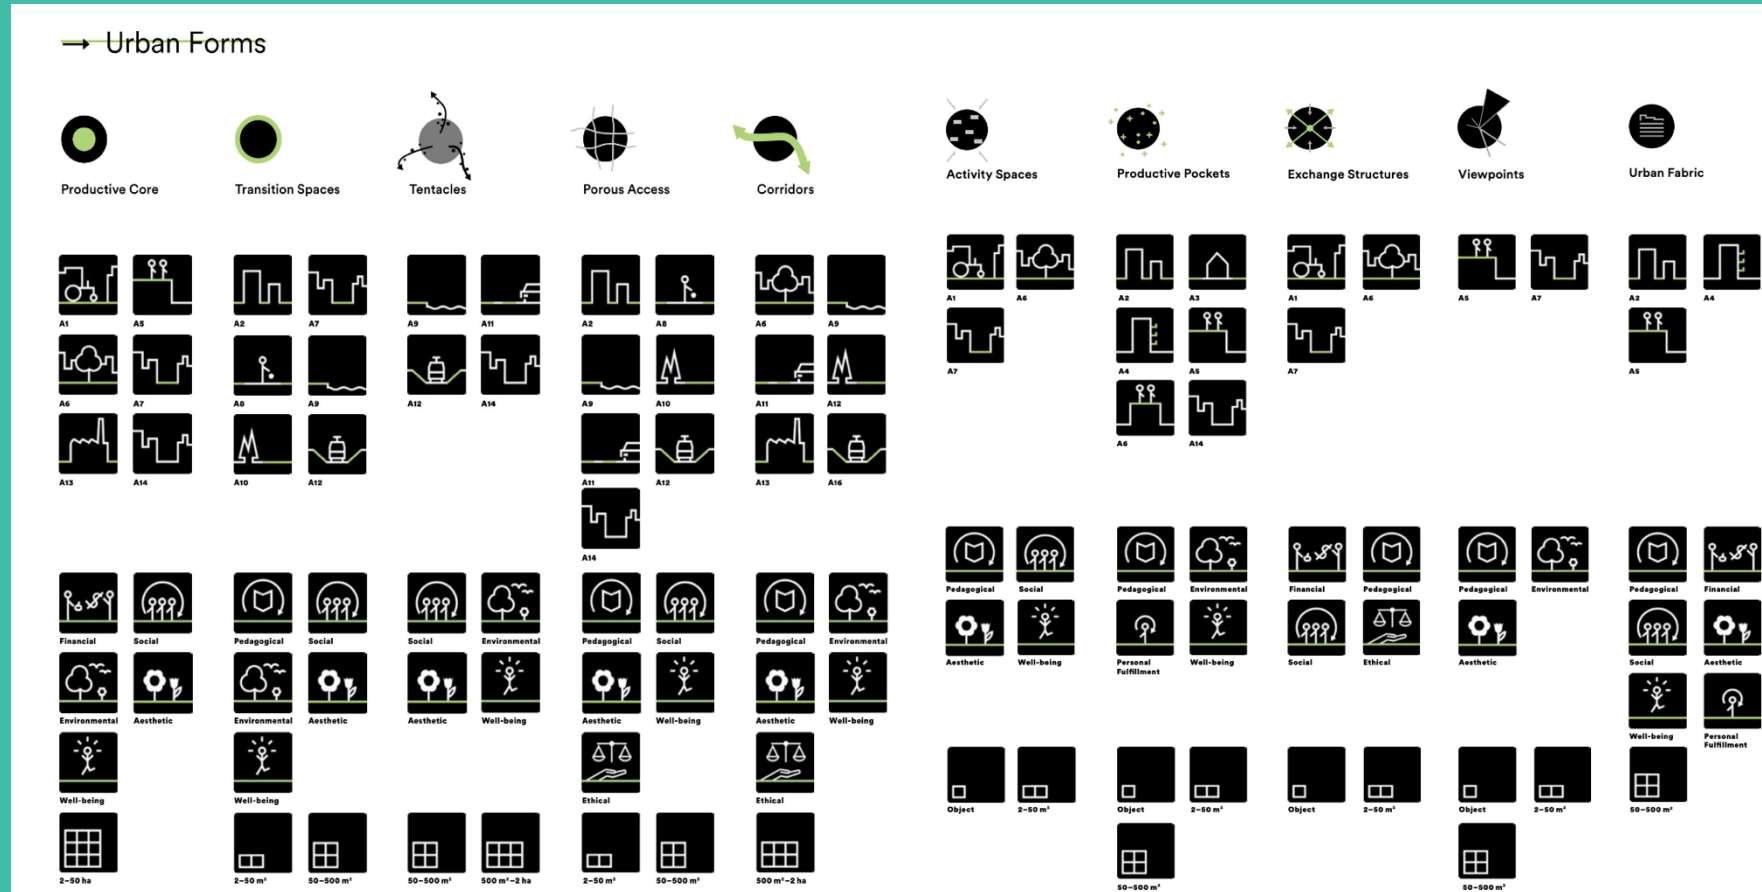 → Urban Forms
Productive Core
Transition Spaces
Tentacles
Porous Access
Corridors
Activity Spaces
Productive Pockets
Exchange Structures
Viewpoints
Urban Fabric
A1 A5
A6 A7
A13 A14
A2 A7
A8 A9
A10 A12
A9 A11
A12 A14
A2 A8
A9 A10
A11 A12
A14
A6 A9
A11 A12
A13 A16
A1 A6
A7
A2 A3
A4 A5
A6 A14
A1 A6
A7
A5 A7
A2 A4
A5
Financial Social
Environmental Aesthetic
Well-being
2–50 ha
Pedagogical Social
Environmental Aesthetic
Well-being
2–50 m² 50–500 m²
Social Environmental
Aesthetic Well-being
50–500 m² 500 m²–2 ha
Pedagogical Social
Aesthetic Well-being
Ethical
2–50 m² 50–500 m²
Pedagogical Environmental
Aesthetic Well-being
Ethical
500 m²–2 ha
Pedagogical Social
Aesthetic Well-being
Object 2–50 m²
Pedagogical Environmental
Personal Well-being
Fulfillment
Object 2–50 m²
50–500 m²
Financial Pedagogical
Social Ethical
Object 2–50 m²
Pedagogical Environmental
Aesthetic
Object 2–50 m²
50–500 m²
Pedagogical Financial
Social Aesthetic
Well-being Personal
Fulfillment
50–500 m²